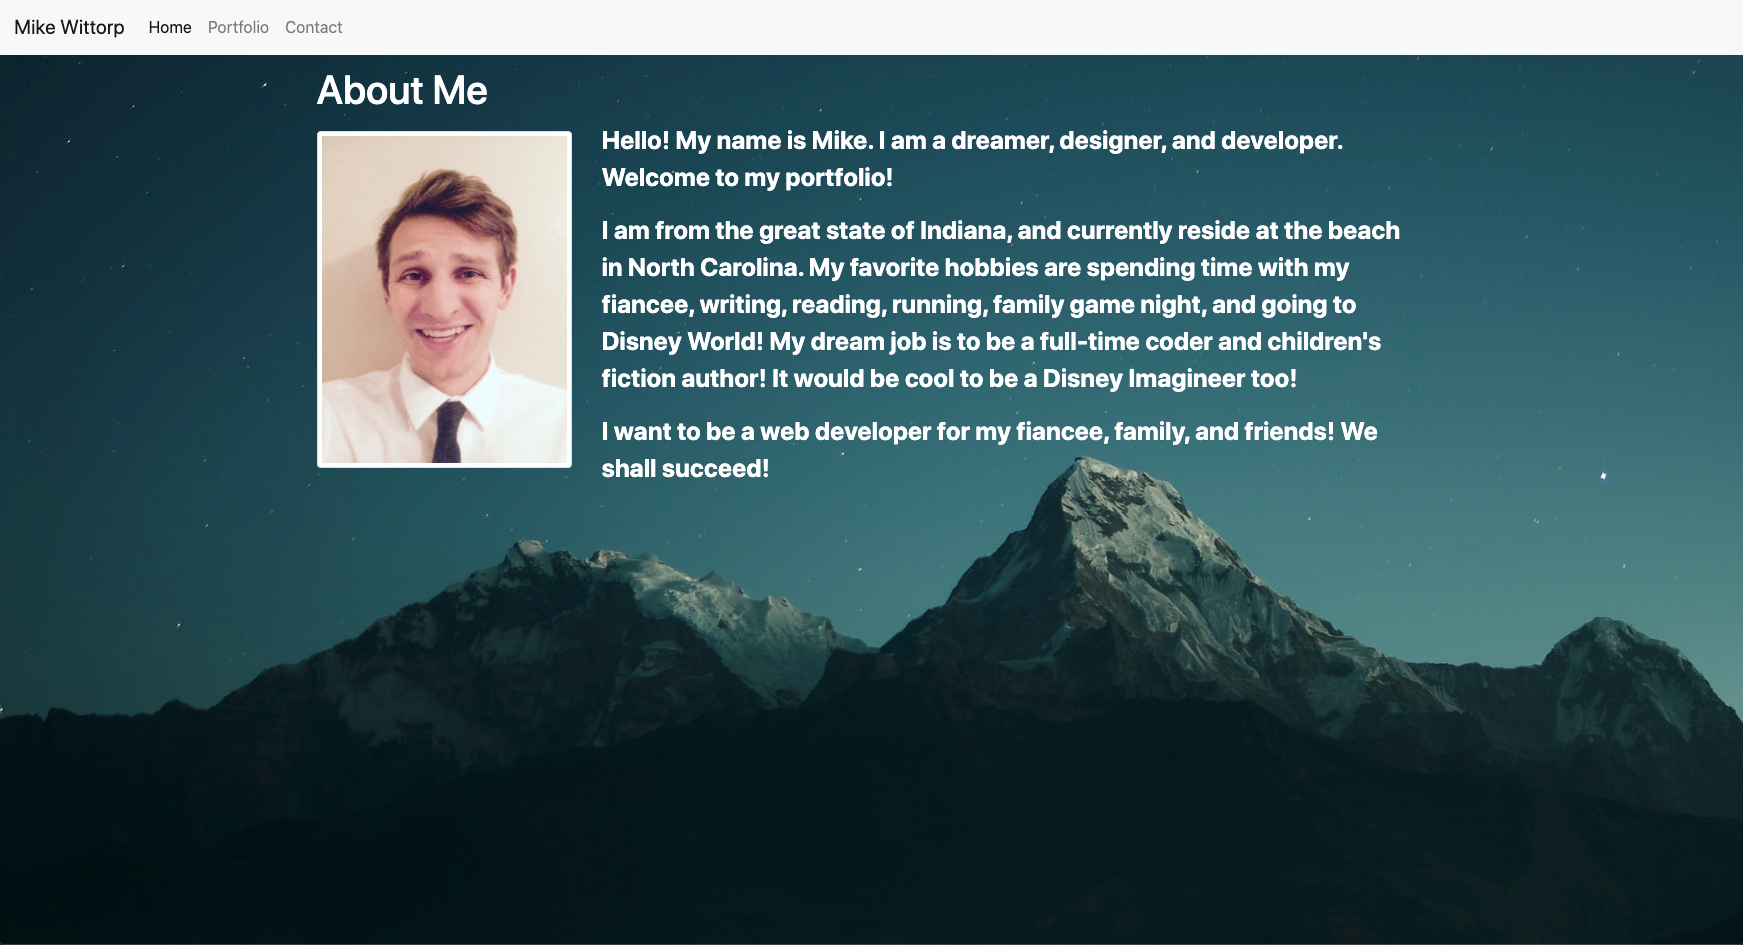 Mike Wittorp Home Portfolio Contact
About Me
Hello! My name is Mike. I am a dreamer, designer, and developer.
Welcome to my portfolio!
I am from the great state of Indiana, and currently reside at the beach
in North Carolina. My favorite hobbies are spending time with my
fiancee, writing, reading, running, family game night, and going to
Disney World! My dream job is to be a full-time coder and children's
fiction author! It would be cool to be a Disney Imagineer too!
I want to be a web developer for my fiancee, family, and friends! We
shall succeed!